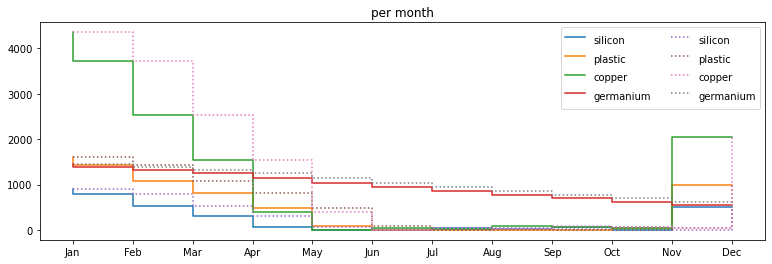 per month
silicon silicon
plastic plastic
copper copper
germanium germanium
4000
3000
2000
1000
0
Jan Feb Mar Apr May Jun Jul Aug Sep Oct Nov Dec